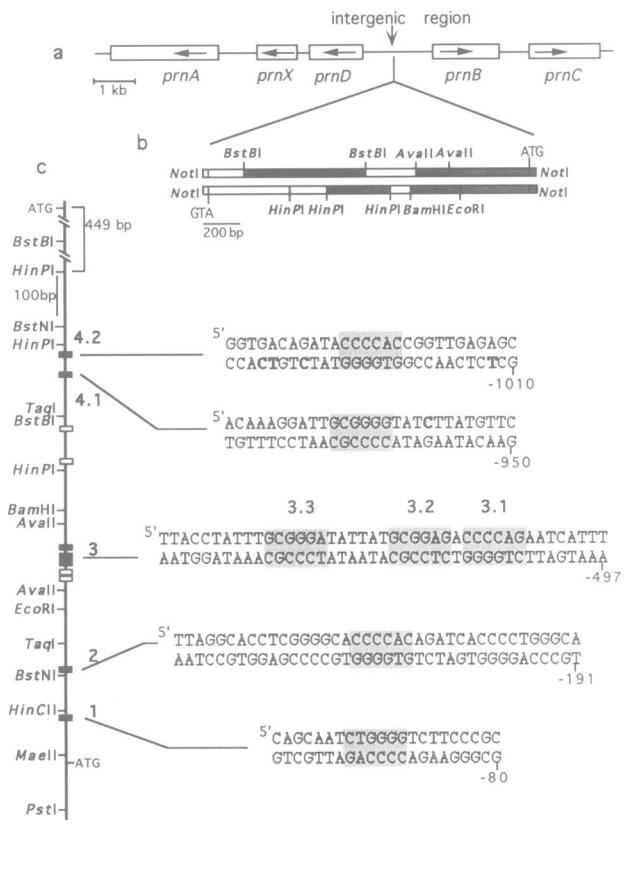 intergenic region
a
prnA prnX prnD prnB prnC
1 kb
b
BstBI BstBI AvaII AvaII ATG
NotI NotI
NotI NotI
GTA HinPI HinPI HinPI BamHI EcoRI
200bp
c
ATG
449 bp
BstBI
HinPI
100bp
BstNI
HinPI
4.2
5' GGTGACAGATACCCCACCGGTTGAGAGC
CCACTGTCTATGGGGTGGCCAACTCTCG
-1010
4.1
TaqI
BstBI
5' ACAAAGGATTGCGGGGTATCTTATGTTC
TGTTTCCTAACGCCCCATAGAATACAAG
-950
HinPI
BamHI
AvaII
3.3 3.2 3.1
3
5' TTACCTATTTGCGGGATATTATGCGGAGACCCCAGAATCATTT
AATGGATAAACGCCCTATAATACGCCTCTGGGGTCTTAGTAAA
-497
AvaII
EcoRI
TaqI
2
5' TTAGGCACCTCGGGGCACCCCACAGATCACCCCTGGGCA
AATCCGTGGAGCCCCGTGGGGTGTCTAGTGGGGACCCGT
-191
BstNI
HinCII
1
5' CAGCAATCTGGGGTCTTCCCGC
GTCGTTAGACCCCAGAAGGGCG
-80
MaeII
ATG
PstI